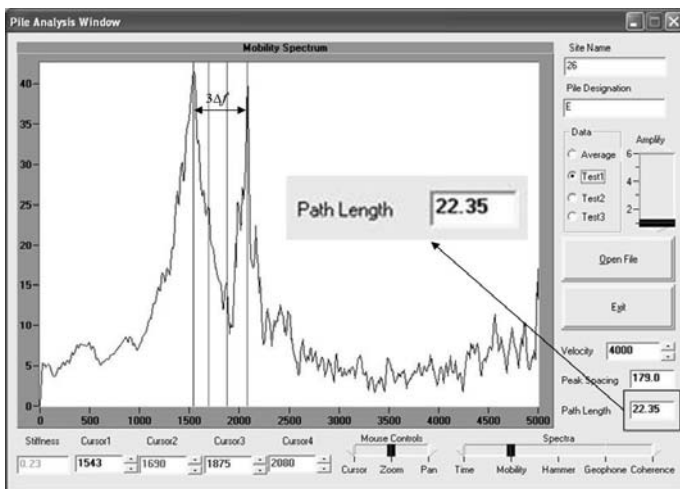 Pile Analysis Window
Mobility Spectrum
40
35
30
25
20
15
10
5
0
0 500 1000 1500 2000 2500 3000 3500 4000 4500 5000
3Δf
Path Length 22.35
Site Name
26
Pile Designation
E
Data
Average
Test1
Test2
Test3
Amplify
6
4
2
Open File
Exit
Velocity 4000
Peak Spacing 179.0
Path Length 22.35
Stiffness Cursor1 Cursor2 Cursor3 Cursor4
0.23 1543 1690 1875 2080
Mouse Controls
Cursor Zoom Pan
Spectra
Time Mobility Hammer Geophone Coherence